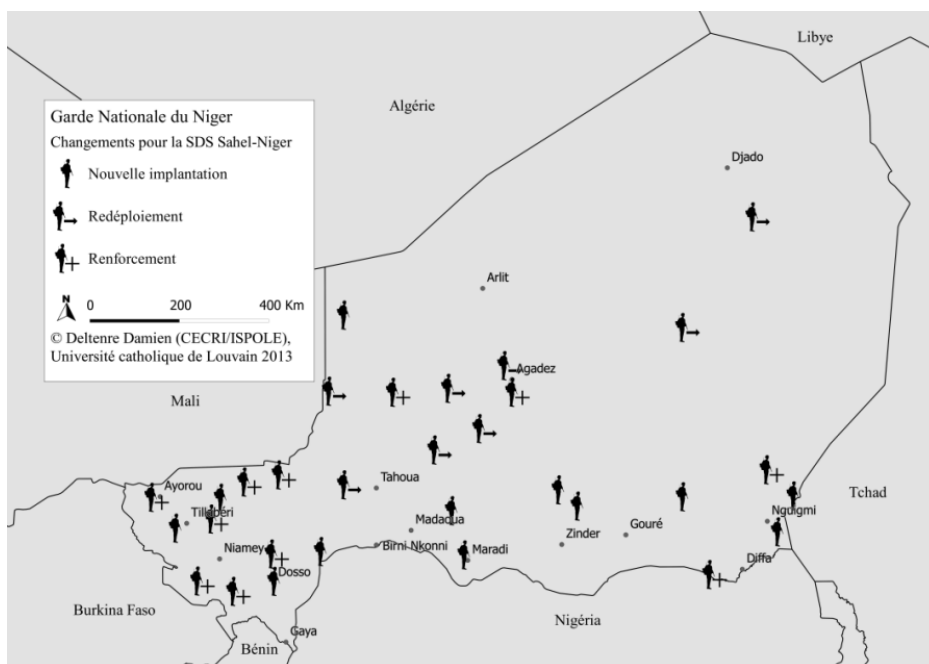 Libye
Algérie
Garde Nationale du Niger
Changements pour la SDS Sahel-Niger
Nouvelle implantation
Redéploiement
Renforcement
N
0 200 400 Km
© Deltenre Damien (CECRI/ISPOLE),
Université catholique de Louvain 2013
Djado
Arlit
Agadez
Mali
Tchad
Ayorou
Tahoua
Tillabéri
Madaoua
Zinder
Gouré
Nguigmi
Niamey
Birni Nkonni
Maradi
Dosso
Diffa
Burkina Faso
Nigéria
Gaya
Bénin